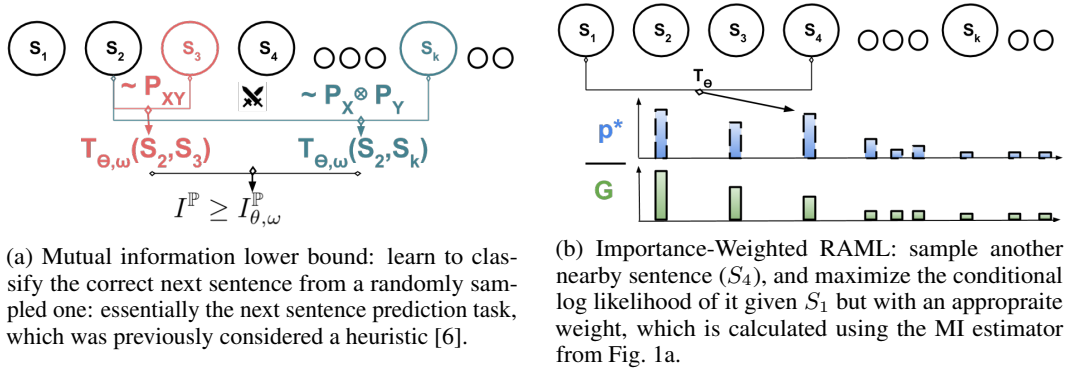 S1 S2 S3 S4 Sk
~ PXY ~ PX ⊗ PY
TΘ,ω(S2,S3) TΘ,ω(S2,Sk)
I^ℙ ≥ I^ℙ_θ,ω
(a) Mutual information lower bound: learn to clas-
sify the correct next sentence from a randomly sam-
pled one: essentially the next sentence prediction task,
which was previously considered a heuristic [6].
S1 S2 S3 S4 Sk
TΘ
p*
G
(b) Importance-Weighted RAML: sample another
nearby sentence (S4), and maximize the conditional
log likelihood of it given S1 but with an appropraite
weight, which is calculated using the MI estimator
from Fig. 1a.